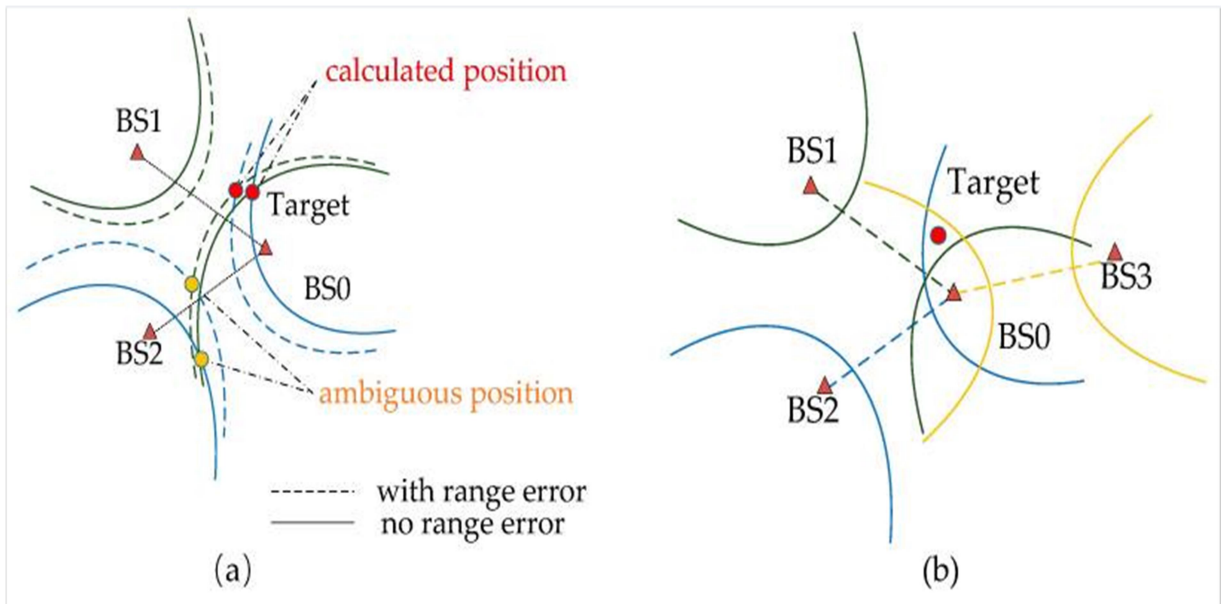 calculated position
BS1
Target
BS0
BS2
ambiguous position
with range error
no range error
(a)
BS1
Target
BS3
BS0
BS2
(b)